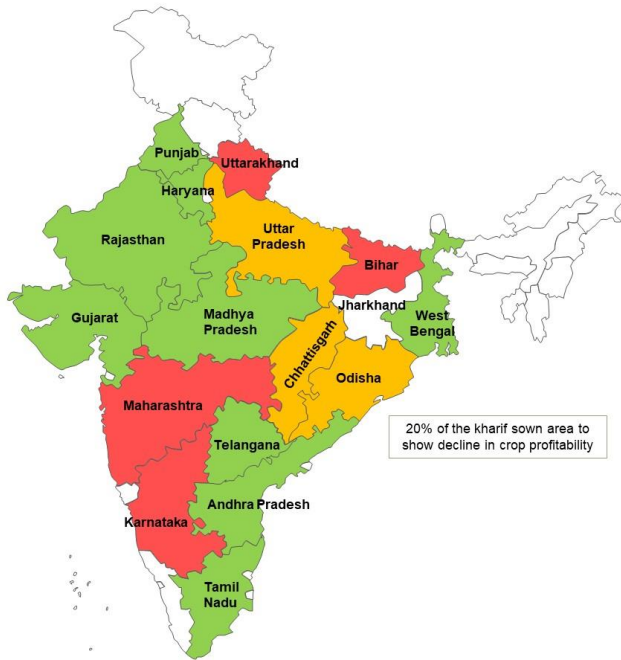 Punjab
Uttarakhand
Haryana
Rajasthan
Uttar
Pradesh
Bihar
Jharkhand
Gujarat
Madhya
Pradesh
West
Bengal
Chhattisgarh
Odisha
Maharashtra
20% of the kharif sown area to
show decline in crop profitability
Telangana
Andhra Pradesh
Karnataka
Tamil
Nadu